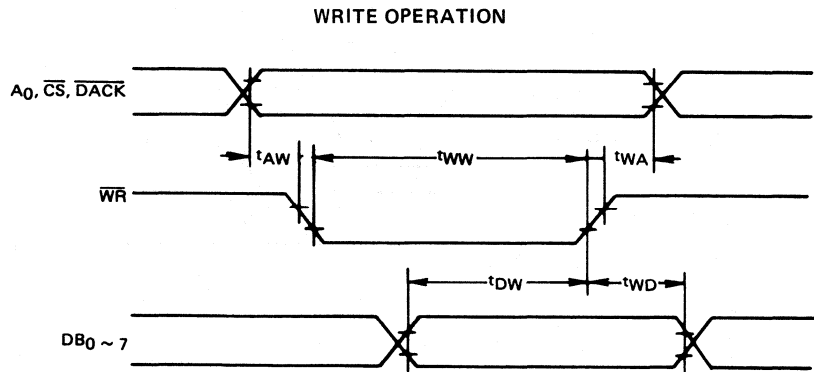 WRITE OPERATION
A0, CS, DACK
tAW
tWW
tWA
WR
tDW
tWD
DB0 ~ 7